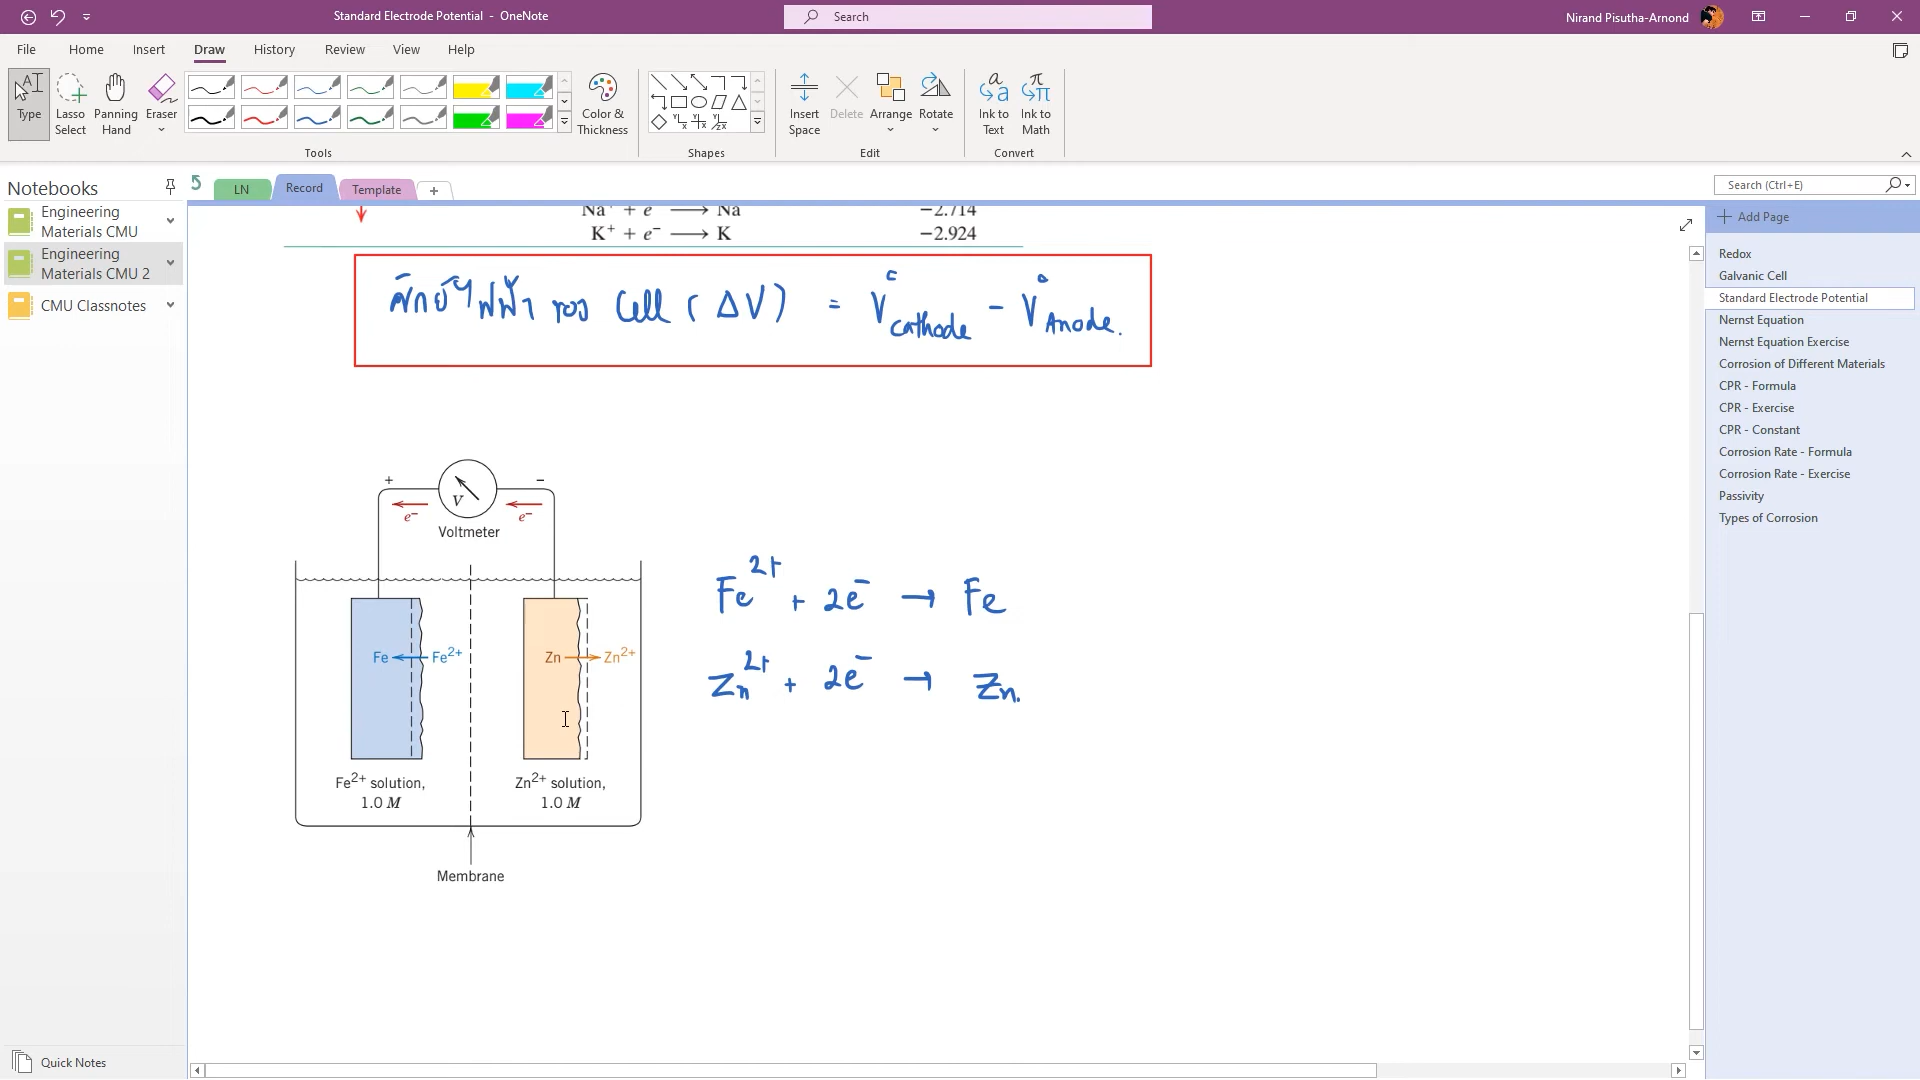 Standard Electrode Potential - OneNote
Search
Nirand Pisutha-Arnond
File Home Insert Draw History Review View Help
Type
Lasso Select
Panning Hand
Eraser
Color & Thickness
Insert Space
Delete
Arrange
Rotate
Ink to Text
Ink to Math
Tools
Shapes
Edit
Convert
Notebooks
LN
Record
Template
Search (Ctrl+E)
Engineering Materials CMU
Engineering Materials CMU 2
CMU Classnotes
Quick Notes
Add Page
Redox
Galvanic Cell
Standard Electrode Potential
Nernst Equation
Nernst Equation Exercise
Corrosion of Different Materials
CPR - Formula
CPR - Exercise
CPR - Constant
Corrosion Rate - Formula
Corrosion Rate - Exercise
Passivity
Types of Corrosion
Na⁺ + e⁻ ⟶ Na −2.714
K⁺ + e⁻ ⟶ K −2.924
ศักย์ไฟฟ้า ของ Cell (ΔV) = V°cathode − V°Anode.
+ −
V
e⁻ e⁻
Voltmeter
Fe Fe²⁺
Zn Zn²⁺
Fe²⁺ solution, 1.0 M
Zn²⁺ solution, 1.0 M
Membrane
Fe²⁺ + 2e⁻ → Fe
Zn²⁺ + 2e⁻ → Zn.